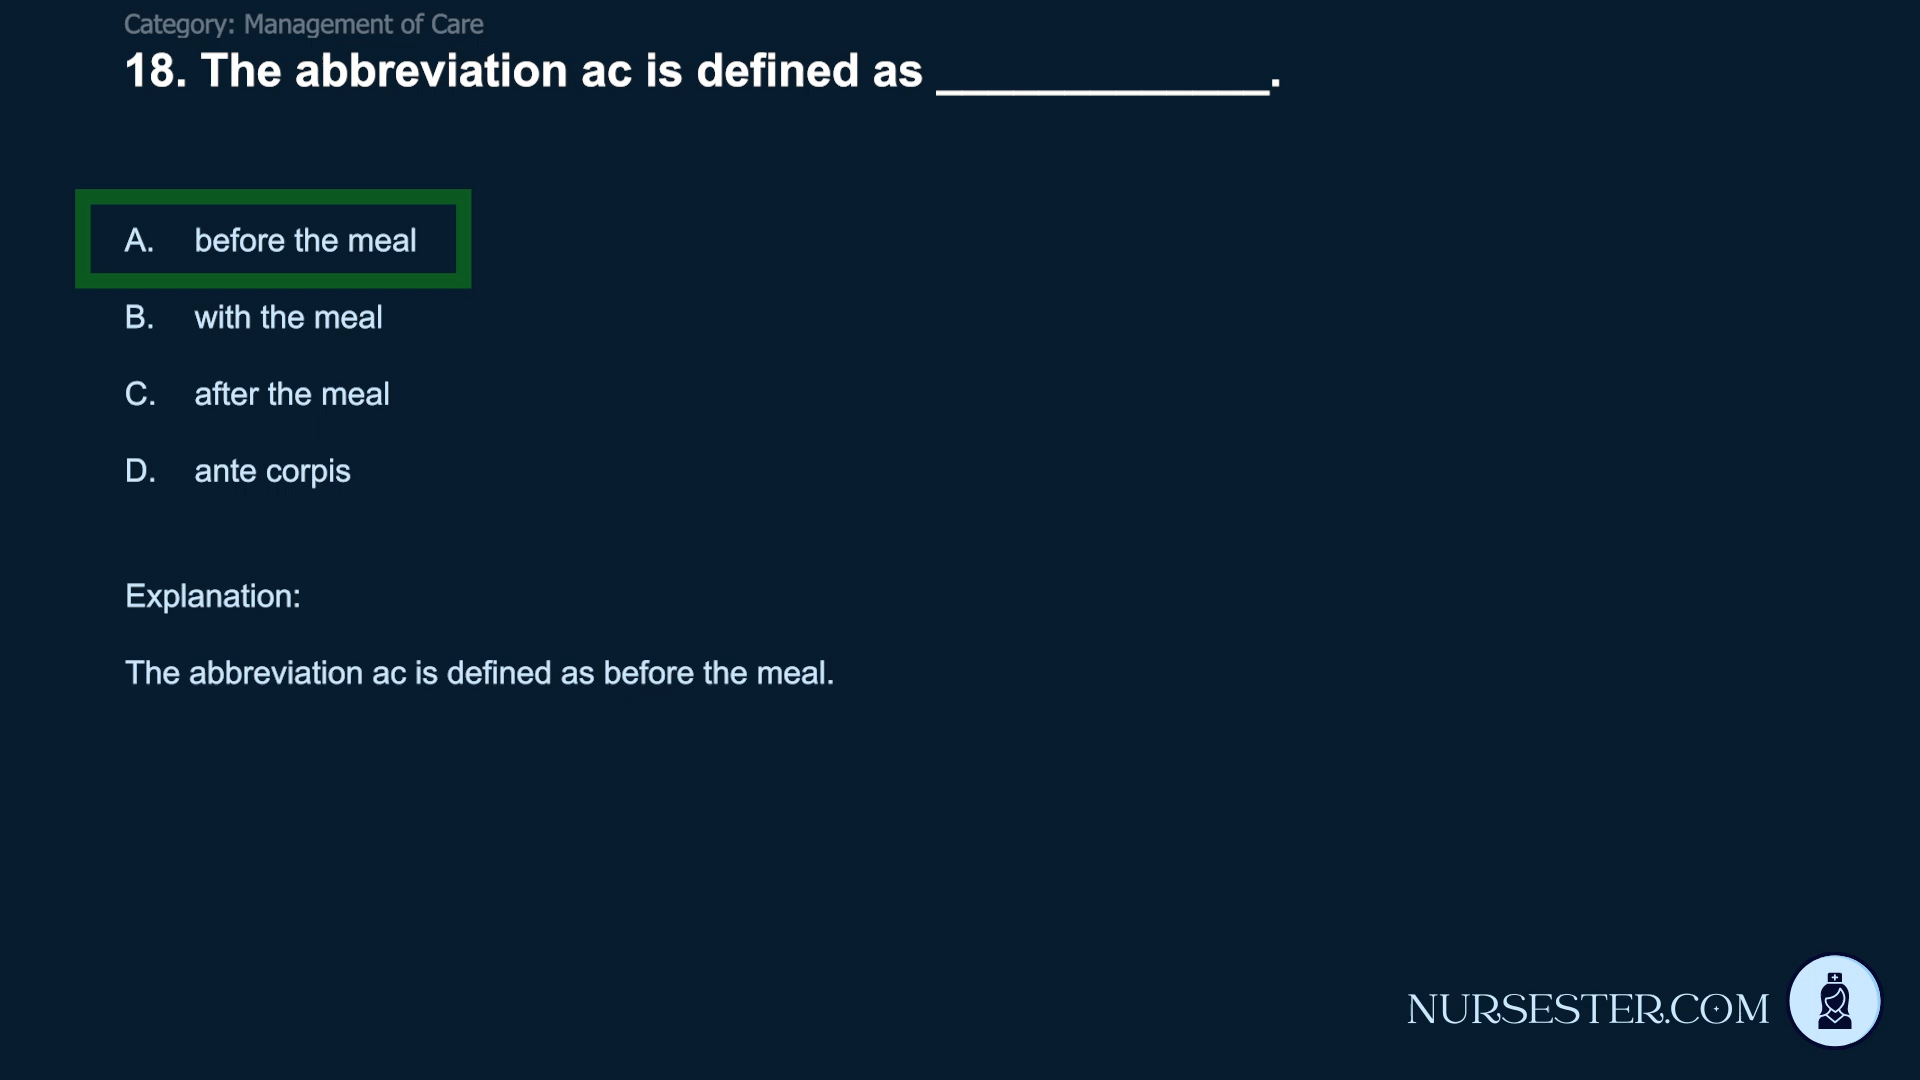 Category: Management of Care
18. The abbreviation ac is defined as _____________.
A. before the meal
B. with the meal
C. after the meal
D. ante corpis
Explanation:
The abbreviation ac is defined as before the meal.
NURSESTER.COM